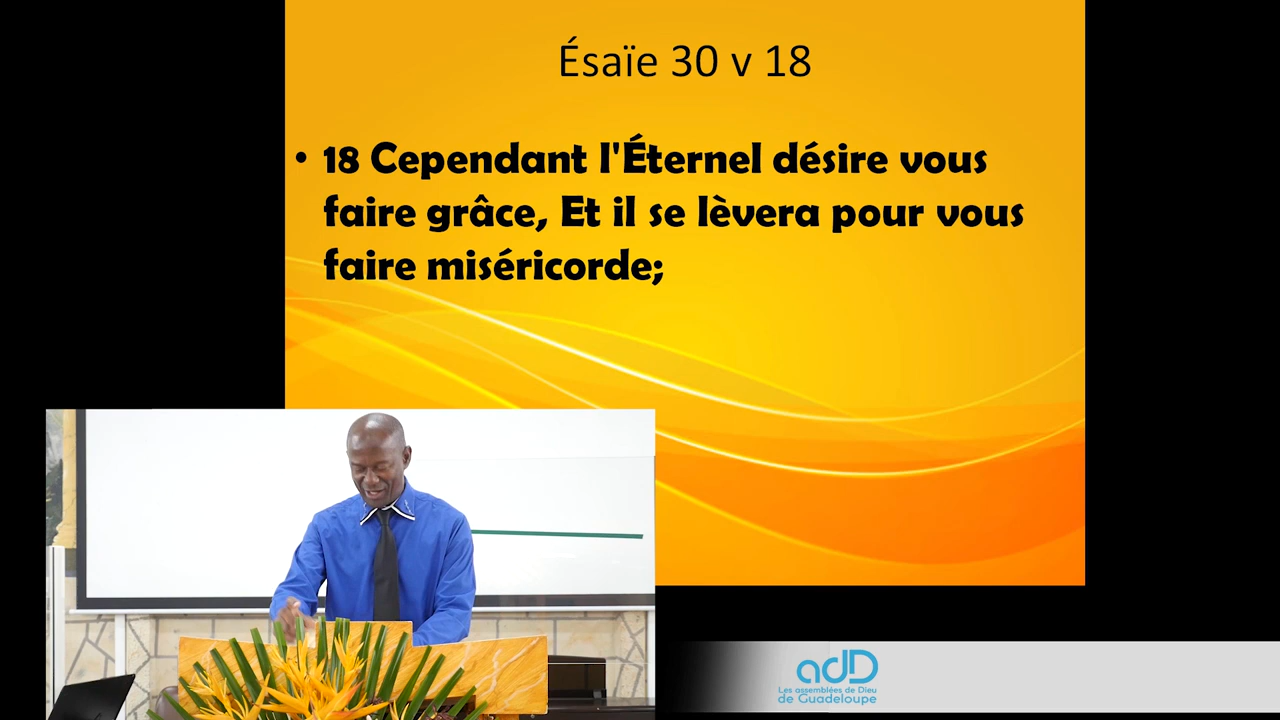 Ésaïe 30 v 18
• 18 Cependant l'Éternel désire vous
faire grâce, Et il se lèvera pour vous
faire miséricorde;
adD
Les assemblées de Dieu
de Guadeloupe